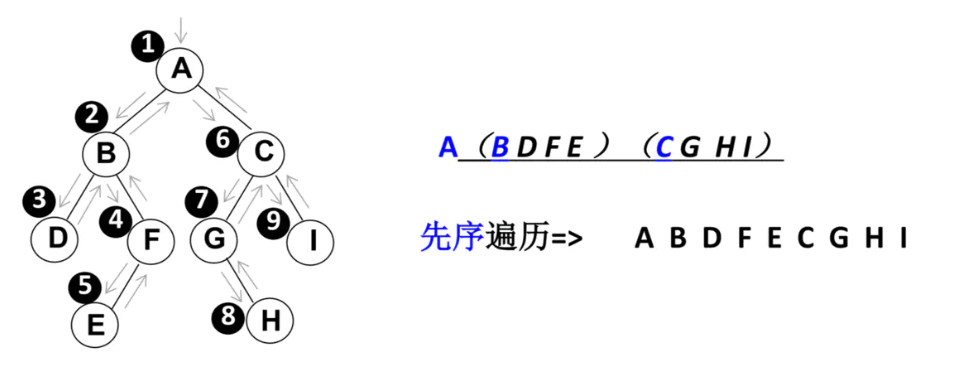 1
A
2
B
6
C
3
D
4
F
7
G
9
I
5
E
8
H
A（B D F E ）（C G H I）
先序遍历=> A B D F E C G H I